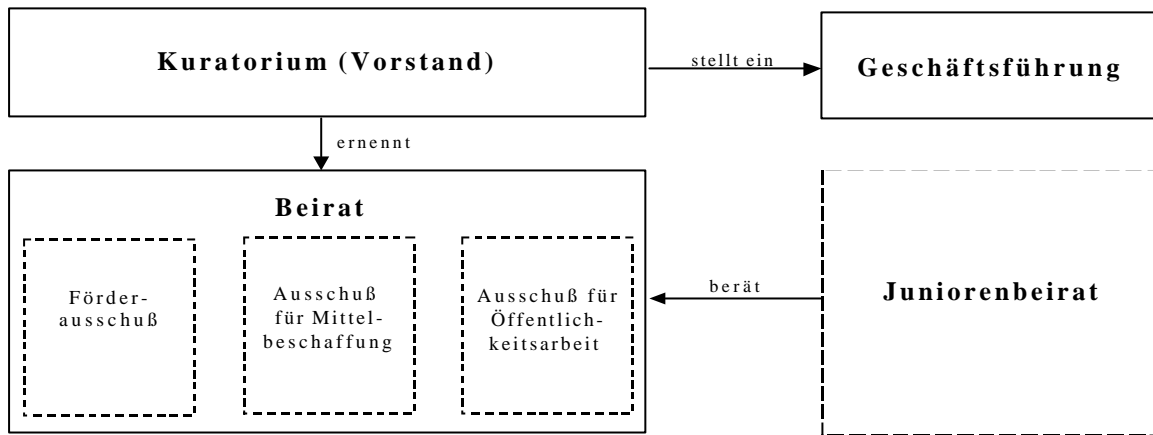 Kuratorium (Vorstand)
stellt ein
Geschäftsführung
ernennt
Beirat
Förder-
ausschuß
Ausschuß
für Mittel-
beschaffung
Ausschuß für
Öffentlich-
keitsarbeit
berät
Juniorenbeirat